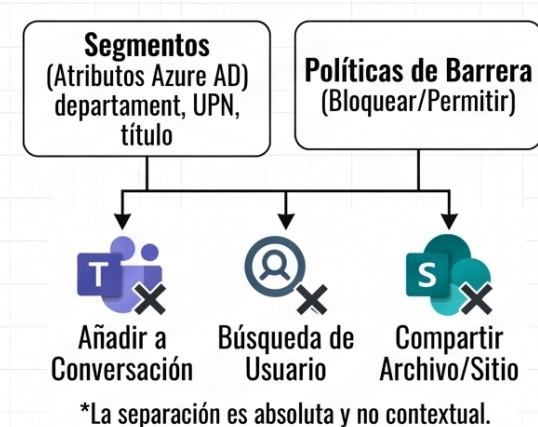 Segmentos
(Atributos Azure AD)
departament, UPN,
título
Políticas de Barrera
(Bloquear/Permitir)
T
S
Añadir a
Conversación
Búsqueda de
Usuario
Compartir
Archivo/Sitio
*La separación es absoluta y no contextual.